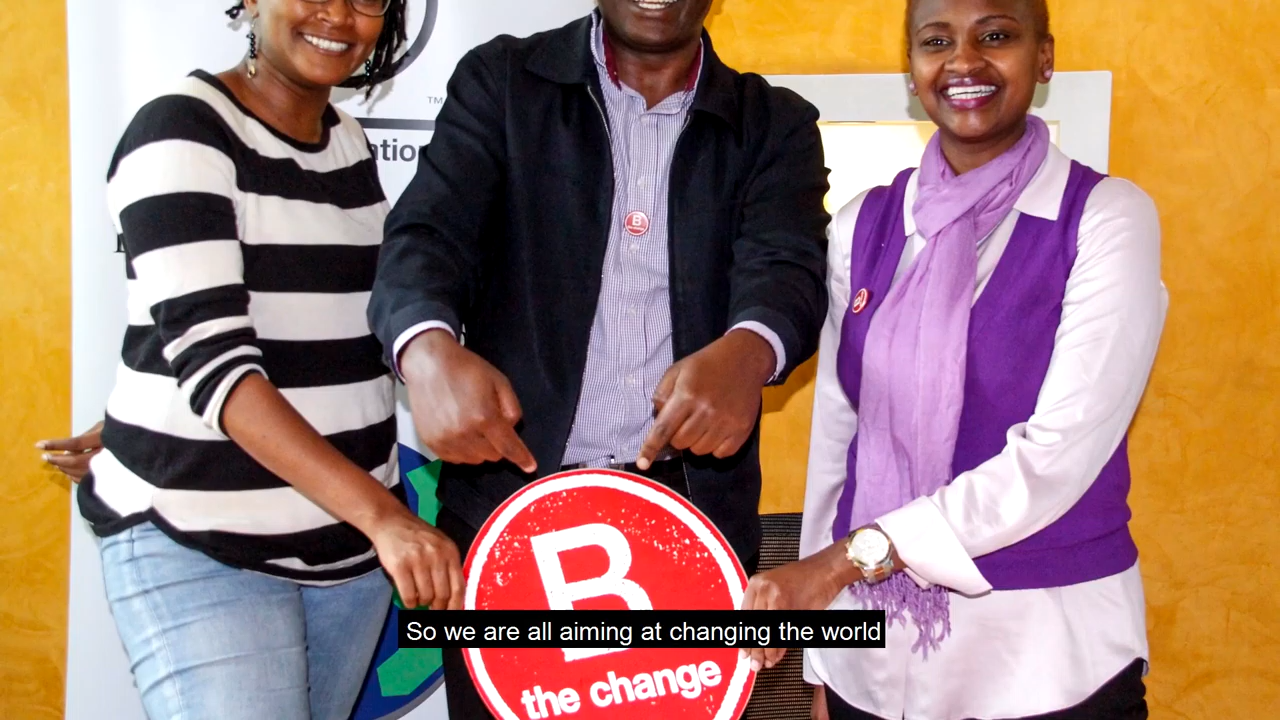 TM
ation
B
B
the change
So we are all aiming at changing the world